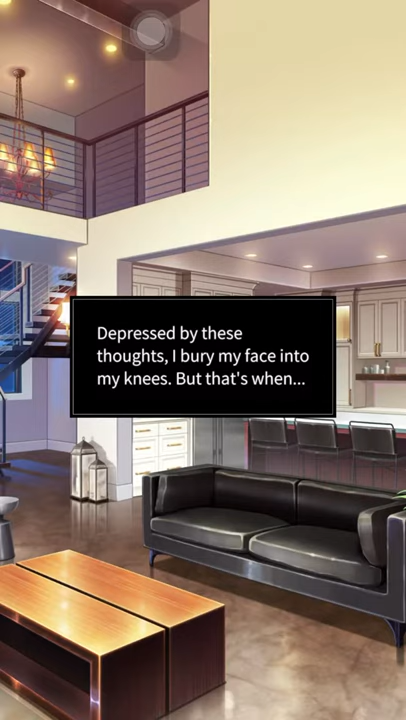 Depressed by these
thoughts, I bury my face into
my knees. But that's when...